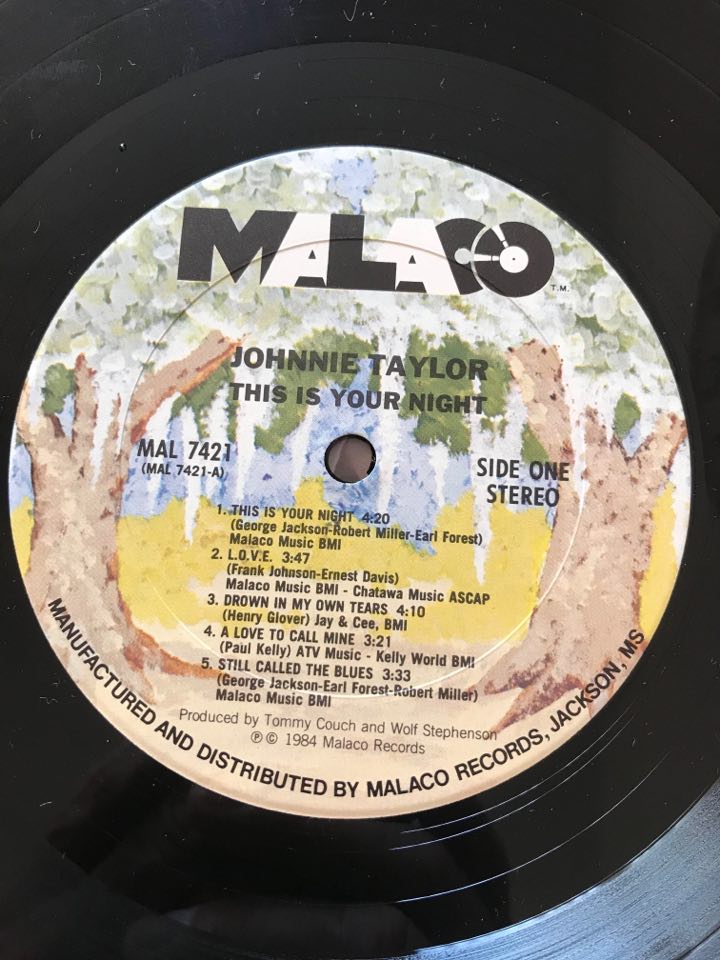 MALACO
T.M.
JOHNNIE TAYLOR
THIS IS YOUR NIGHT
MAL 7421
(MAL 7421-A)
SIDE ONE
STEREO
1. THIS IS YOUR NIGHT 4:20
(George Jackson-Robert Miller-Earl Forest)
Malaco Music BMI
2. L.O.V.E. 3:47
(Frank Johnson-Ernest Davis)
Malaco Music BMI - Chatawa Music ASCAP
3. DROWN IN MY OWN TEARS 4:10
(Henry Glover) Jay & Cee, BMI
4. A LOVE TO CALL MINE 3:21
(Paul Kelly) ATV Music - Kelly World BMI
5. STILL CALLED THE BLUES 3:33
(George Jackson-Earl Forest-Robert Miller)
Malaco Music BMI
Produced by Tommy Couch and Wolf Stephenson
℗ © 1984 Malaco Records
MANUFACTURED AND DISTRIBUTED BY MALACO RECORDS, JACKSON, MS